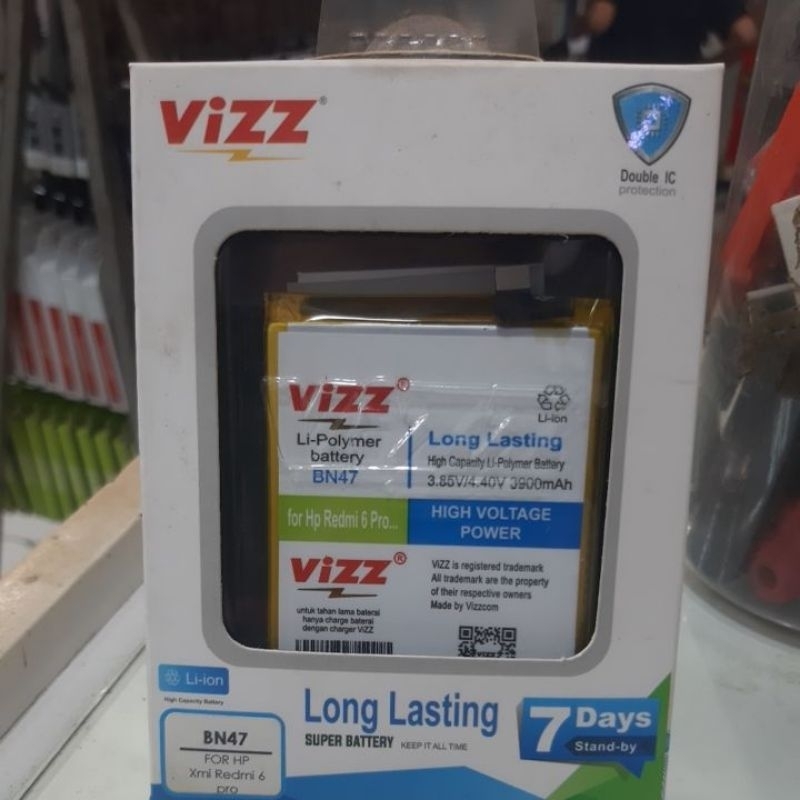 ViZZ®
Double IC
protection
ViZZ®
Li-Polymer
battery
BN47
Li-ion
Long Lasting
High Capacity Li-Polymer Battery
3.85V/4.40V 3900mAh
for Hp Redmi 6 Pro...
HIGH VOLTAGE
POWER
ViZZ®
untuk tahan lama baterai
hanya charge baterai
dengan charger ViZZ
ViZZ is registered trademark
All trademark are the property
of their respective owners
Made by Vizzcom
Li-ion
High Capacity Battery
BN47
FOR HP
Xmi Redmi 6
pro
Long Lasting
SUPER BATTERY KEEP IT ALL TIME
7 Days
Stand-by